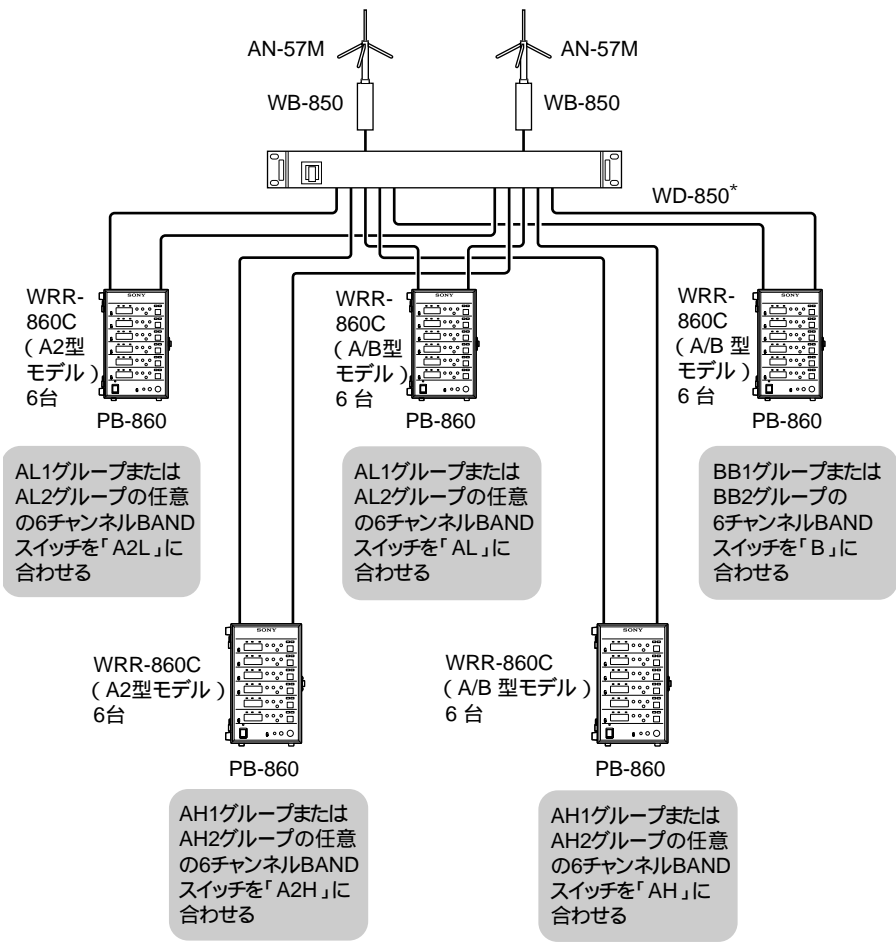 AN-57M
AN-57M
WB-850
WB-850
WD-850*
WRR-
860C
( A2型
モデル )
6台
SONY
PB-860
WRR-
860C
( A/B型
モデル )
6 台
SONY
PB-860
WRR-
860C
( A/B 型
モデル )
6 台
SONY
PB-860
AL1グループまたは
AL2グループの任意
の6チャンネルBAND
スイッチを「 A2L 」に
合わせる
AL1グループまたは
AL2グループの任意
の6チャンネルBAND
スイッチを「 AL 」に
合わせる
BB1グループまたは
BB2グループの
6チャンネルBAND
スイッチを「 B 」に
合わせる
WRR-860C
( A2型モデル )
6台
SONY
PB-860
WRR-860C
( A/B 型モデル )
6 台
SONY
PB-860
AH1グループまたは
AH2グループの任意
の6チャンネルBAND
スイッチを「 A2H 」に
合わせる
AH1グループまたは
AH2グループの任意
の6チャンネルBAND
スイッチを「 AH 」に
合わせる